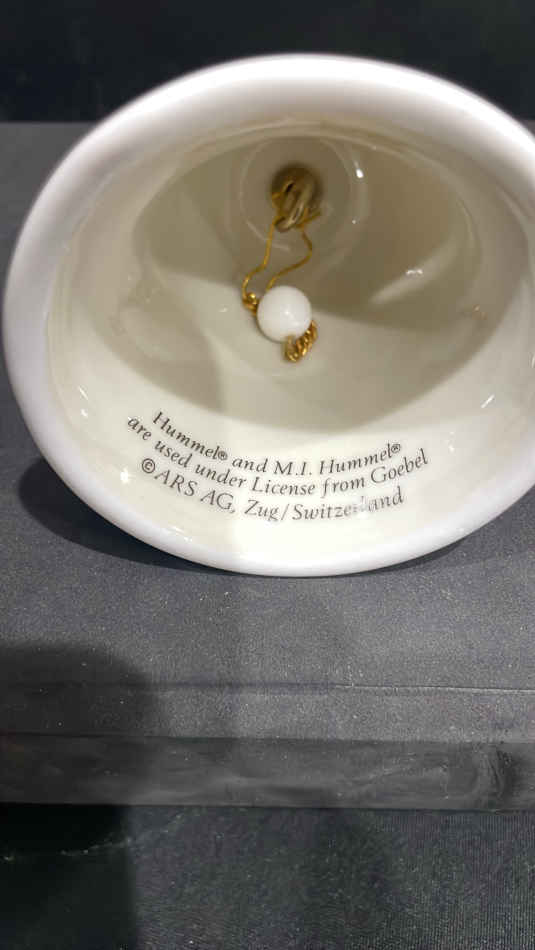 Hummel® and M.I. Hummel®
are used under License from Goebel
©ARS AG, Zug/Switzerland